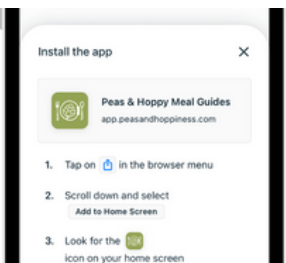 Install the app
Peas & Hoppy Meal Guides
app.peasandhoppiness.com
1. Tap on in the browser menu
2. Scroll down and select
Add to Home Screen
3. Look for the
icon on your home screen